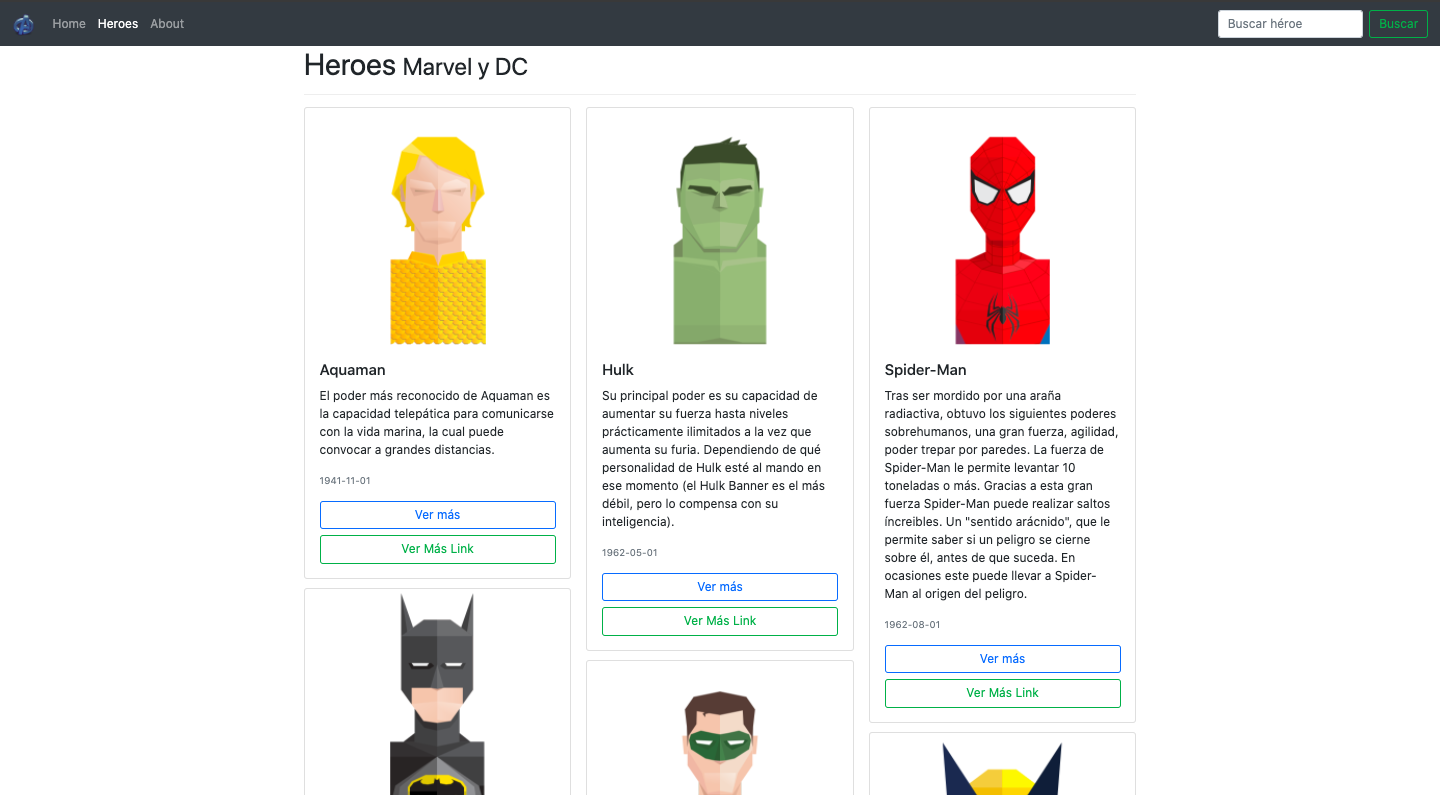 Home Heroes About Buscar héroe Buscar
Heroes Marvel y DC
Aquaman
El poder más reconocido de Aquaman es
la capacidad telepática para comunicarse
con la vida marina, la cual puede
convocar a grandes distancias.
1941-11-01
Ver más
Ver Más Link
Hulk
Su principal poder es su capacidad de
aumentar su fuerza hasta niveles
prácticamente ilimitados a la vez que
aumenta su furia. Dependiendo de qué
personalidad de Hulk esté al mando en
ese momento (el Hulk Banner es el más
débil, pero lo compensa con su
inteligencia).
1962-05-01
Ver más
Ver Más Link
Spider-Man
Tras ser mordido por una araña
radiactiva, obtuvo los siguientes poderes
sobrehumanos, una gran fuerza, agilidad,
poder trepar por paredes. La fuerza de
Spider-Man le permite levantar 10
toneladas o más. Gracias a esta gran
fuerza Spider-Man puede realizar saltos
íncreibles. Un "sentido arácnido", que le
permite saber si un peligro se cierne
sobre él, antes de que suceda. En
ocasiones este puede llevar a Spider-
Man al origen del peligro.
1962-08-01
Ver más
Ver Más Link